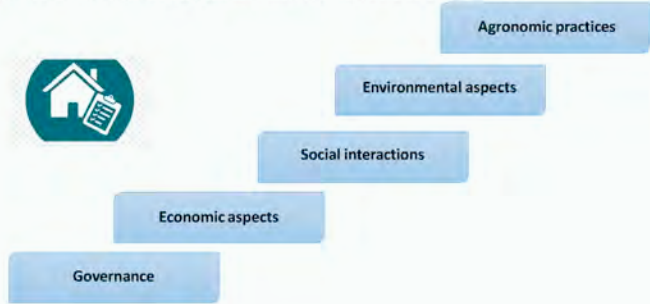 Agronomic practices
Environmental aspects
Social interactions
Economic aspects
Governance